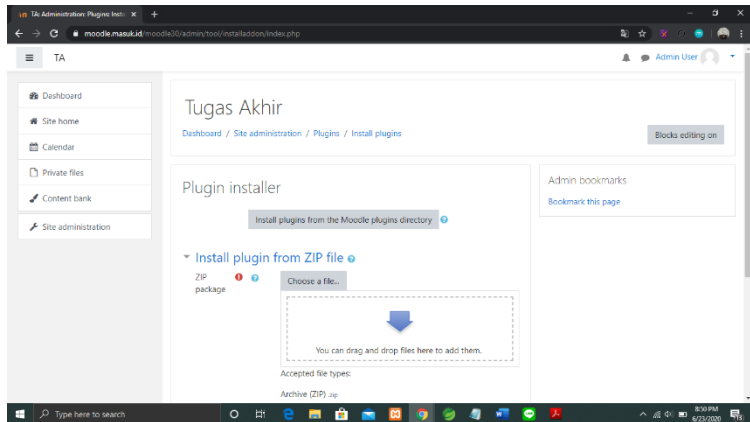 TA: Administration: Plugins: Insta
moodle.masuk.id/moodle30/admin/tool/installaddon/index.php
TA
Admin User
Dashboard
Site home
Calendar
Private files
Content bank
Site administration
Tugas Akhir
Dashboard / Site administration / Plugins / Install plugins
Blocks editing on
Plugin installer
Install plugins from the Moodle plugins directory
Install plugin from ZIP file
ZIP
package
Choose a file...
You can drag and drop files here to add them.
Accepted file types:
Archive (ZIP) .zip
Admin bookmarks
Bookmark this page
Type here to search
8:50 PM
6/23/2020